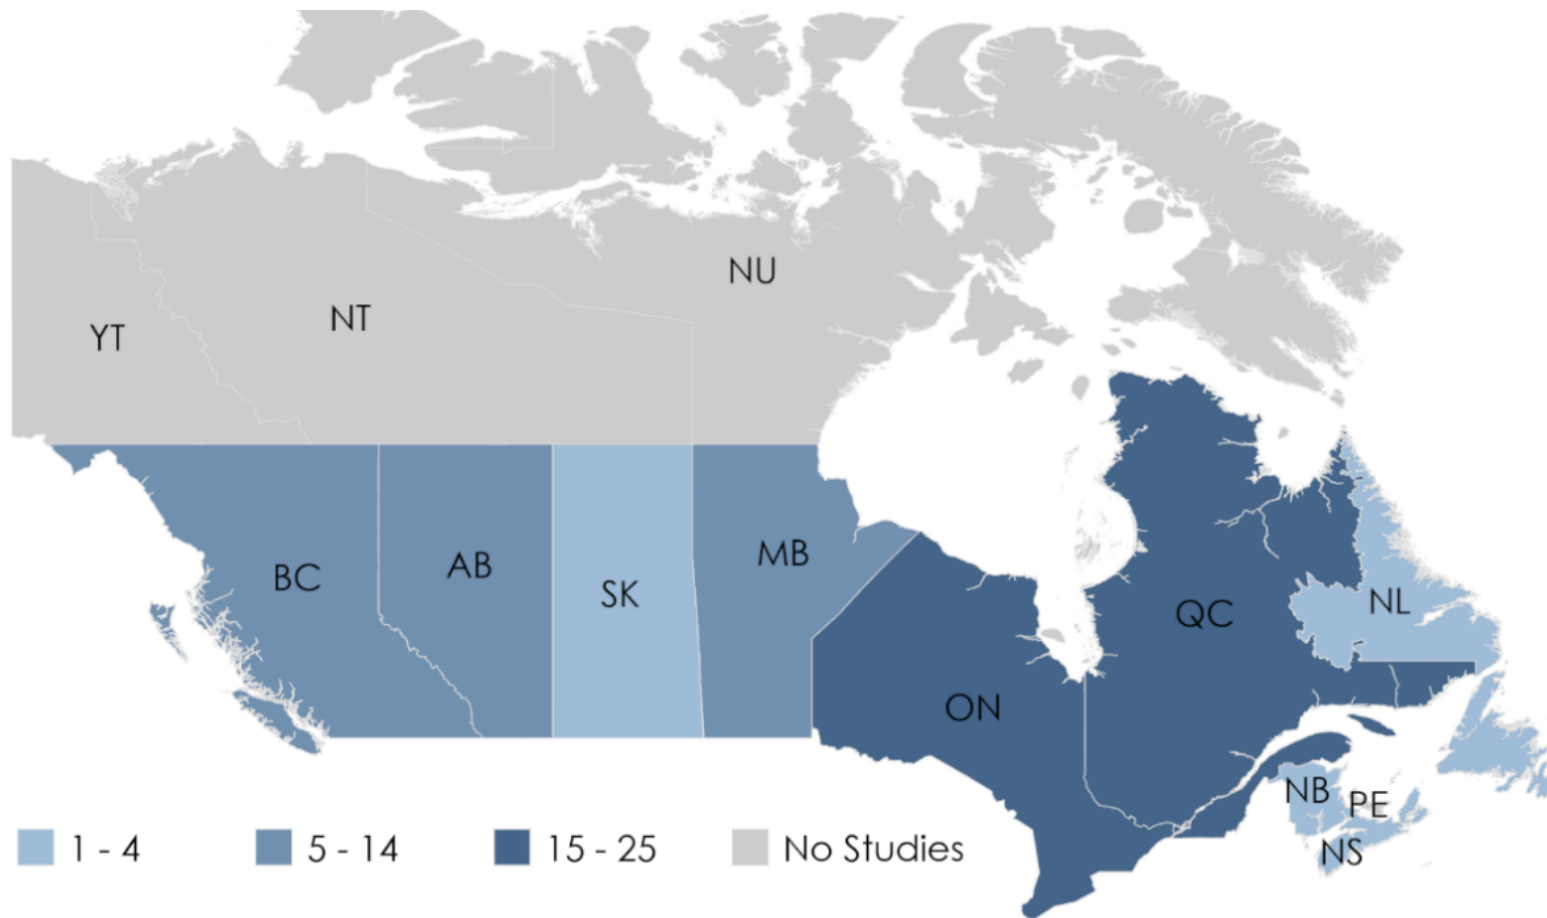 NU
NT
YT
MB
AB
BC
SK
NL
QC
ON
NB
PE
NS
1 - 4
5 - 14
15 - 25
No Studies